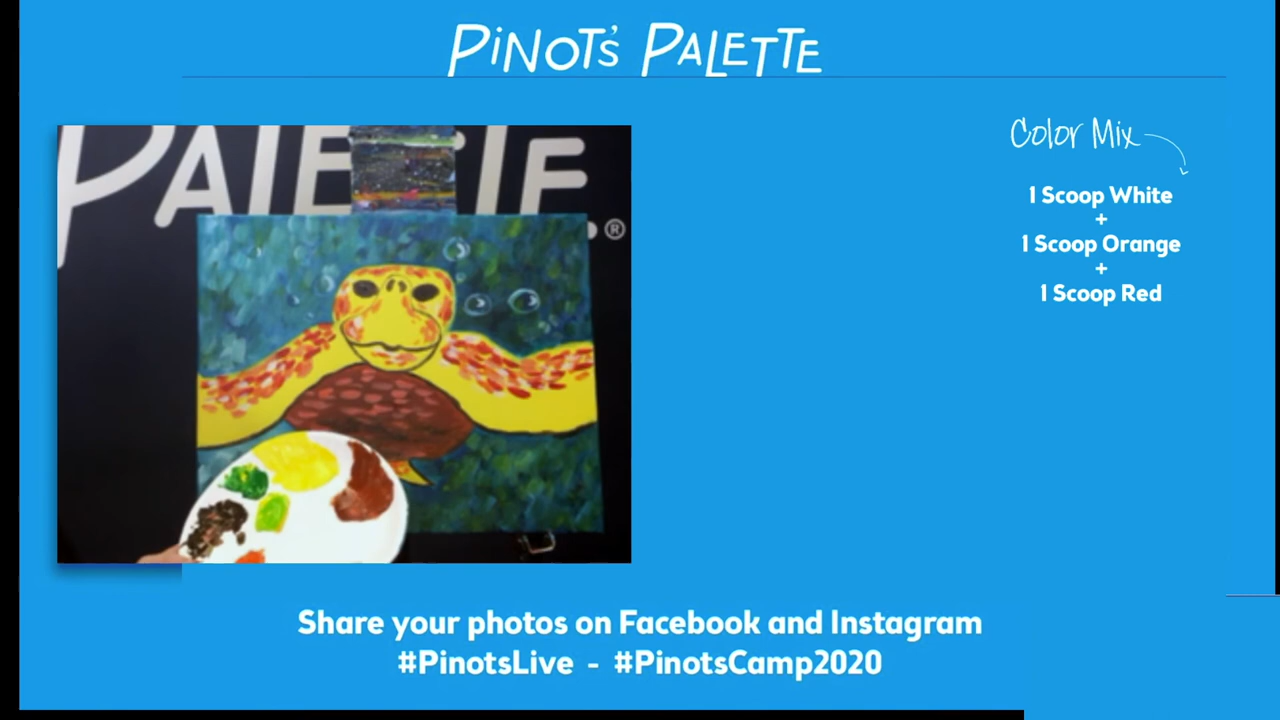 PiNOT'S PALETTE
PALETTE
®
Color Mix
1 Scoop White
+
1 Scoop Orange
+
1 Scoop Red
Share your photos on Facebook and Instagram
#PinotsLive - #PinotsCamp2020